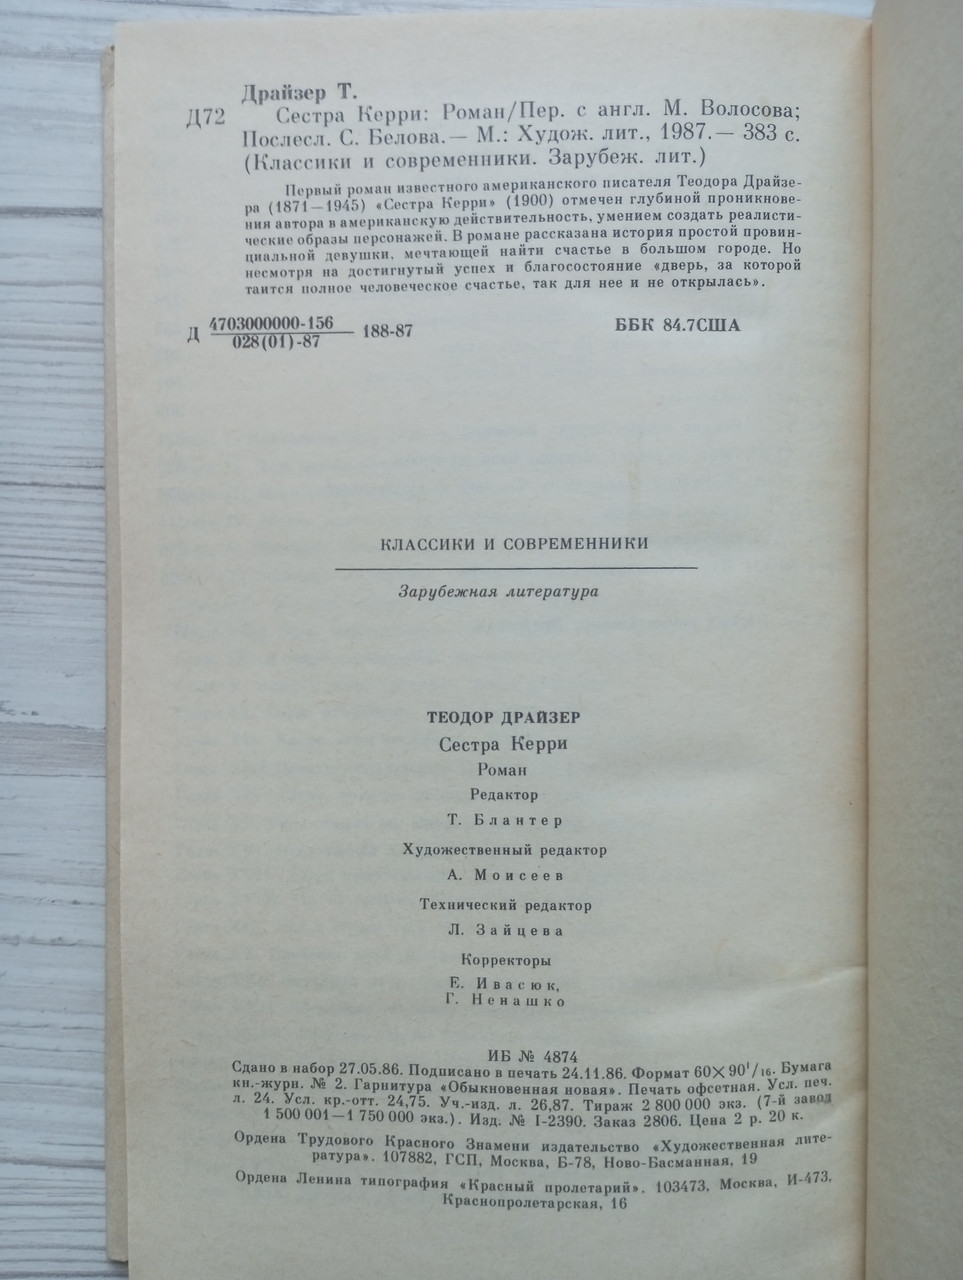 Драйзер Т.
Д72 Сестра Керри: Роман/Пер. с англ. М. Волосова;
Послесл. С. Белова.— М.: Худож. лит., 1987.— 383 с.
(Классики и современники. Зарубеж. лит.)
Первый роман известного американского писателя Теодора Драйзе-
ра (1871—1945) «Сестра Керри» (1900) отмечен глубиной проникнове-
ния автора в американскую действительность, умением создать реалисти-
ческие образы персонажей. В романе рассказана история простой провин-
циальной девушки, мечтающей найти счастье в большом городе. Но
несмотря на достигнутый успех и благосостояние «дверь, за которой
таится полное человеческое счастье, так для нее и не открылась».
Д 4703000000-156
028(01)-87 188-87 ББК 84.7США
КЛАССИКИ И СОВРЕМЕННИКИ
Зарубежная литература
ТЕОДОР ДРАЙЗЕР
Сестра Керри
Роман
Редактор
Т. Блантер
Художественный редактор
А. Моисеев
Технический редактор
Л. Зайцева
Корректоры
Е. Ивасюк,
Г. Ненашко
ИБ № 4874
Сдано в набор 27.05.86. Подписано в печать 24.11.86. Формат 60×90¹/₁₆. Бумага
кн.-журн. № 2. Гарнитура «Обыкновенная новая». Печать офсетная. Усл. печ.
л. 24. Усл. кр.-отт. 24,75. Уч.-изд. л. 26,87. Тираж 2 800 000 экз. (7-й завод
1 500 001—1 750 000 экз.). Изд. № I-2390. Заказ 2806. Цена 2 р. 20 к.
Ордена Трудового Красного Знамени издательство «Художественная лите-
ратура». 107882, ГСП, Москва, Б-78, Ново-Басманная, 19
Ордена Ленина типография «Красный пролетарий». 103473, Москва, И-473,
Краснопролетарская, 16